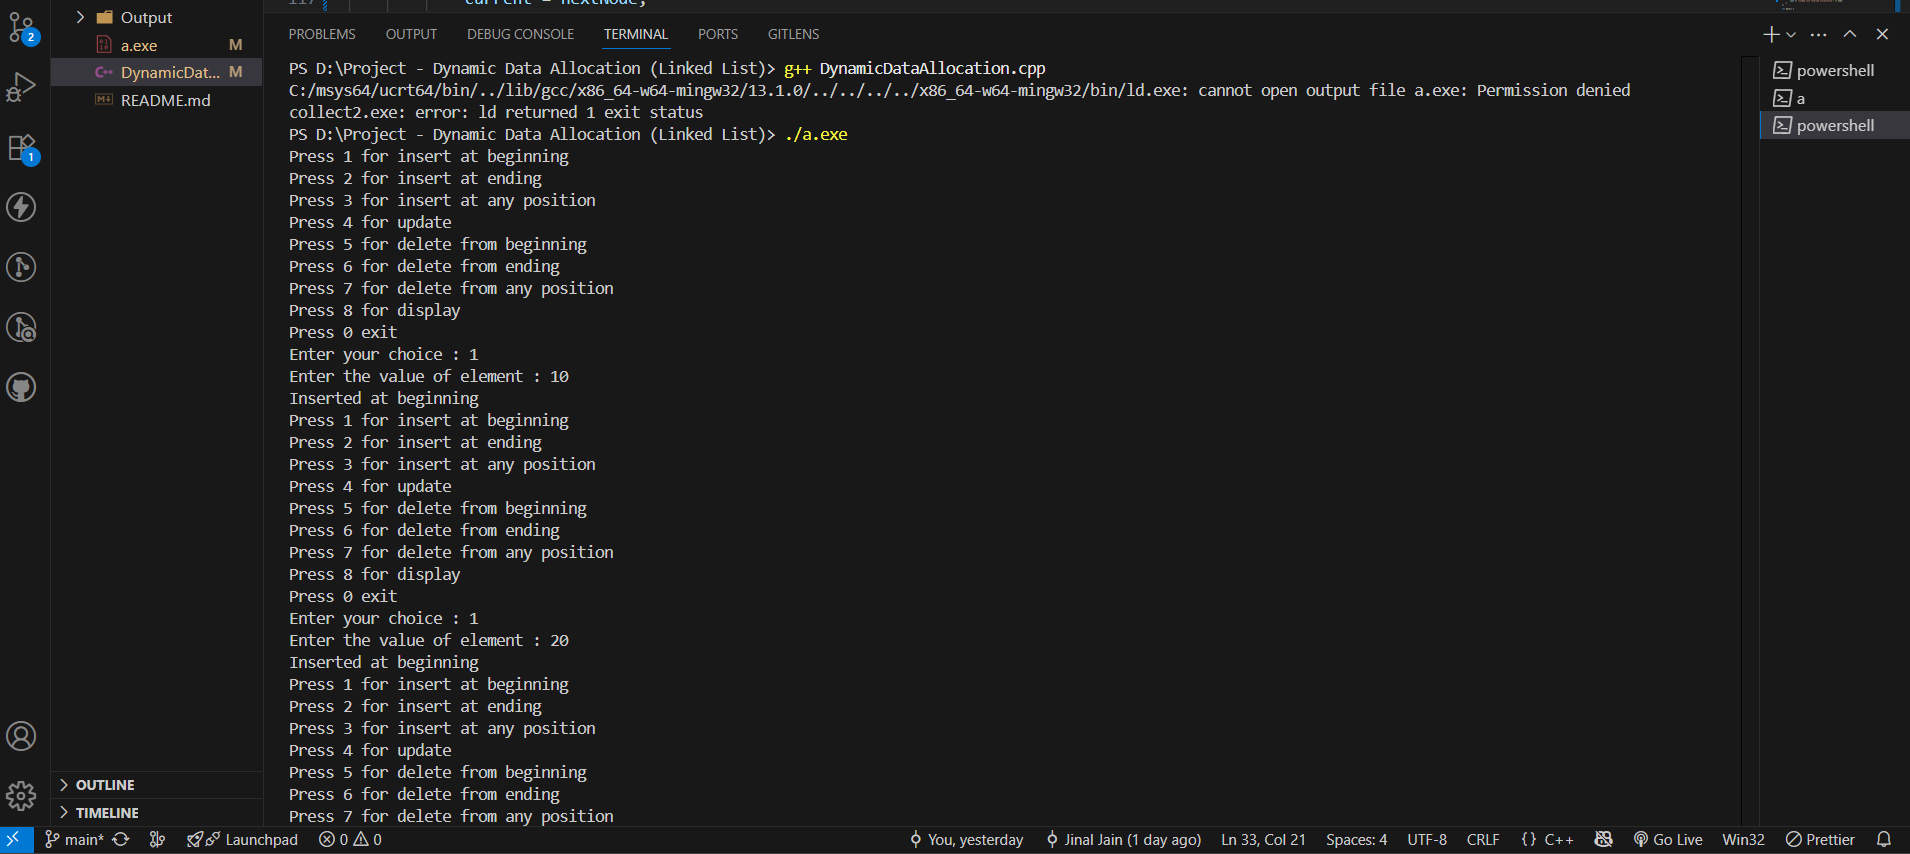 2
1
Output
a.exe M
DynamicDat... M
README.md
OUTLINE
TIMELINE
117 current = nextNode;
PROBLEMS OUTPUT DEBUG CONSOLE TERMINAL PORTS GITLENS
PS D:\Project - Dynamic Data Allocation (Linked List)> g++ DynamicDataAllocation.cpp
C:/msys64/ucrt64/bin/../lib/gcc/x86_64-w64-mingw32/13.1.0/../../../../x86_64-w64-mingw32/bin/ld.exe: cannot open output file a.exe: Permission denied
collect2.exe: error: ld returned 1 exit status
PS D:\Project - Dynamic Data Allocation (Linked List)> ./a.exe
Press 1 for insert at beginning
Press 2 for insert at ending
Press 3 for insert at any position
Press 4 for update
Press 5 for delete from beginning
Press 6 for delete from ending
Press 7 for delete from any position
Press 8 for display
Press 0 exit
Enter your choice : 1
Enter the value of element : 10
Inserted at beginning
Press 1 for insert at beginning
Press 2 for insert at ending
Press 3 for insert at any position
Press 4 for update
Press 5 for delete from beginning
Press 6 for delete from ending
Press 7 for delete from any position
Press 8 for display
Press 0 exit
Enter your choice : 1
Enter the value of element : 20
Inserted at beginning
Press 1 for insert at beginning
Press 2 for insert at ending
Press 3 for insert at any position
Press 4 for update
Press 5 for delete from beginning
Press 6 for delete from ending
Press 7 for delete from any position
powershell
a
powershell
main* Launchpad 0 0 You, yesterday Jinal Jain (1 day ago) Ln 33, Col 21 Spaces: 4 UTF-8 CRLF {} C++ Go Live Win32 Prettier